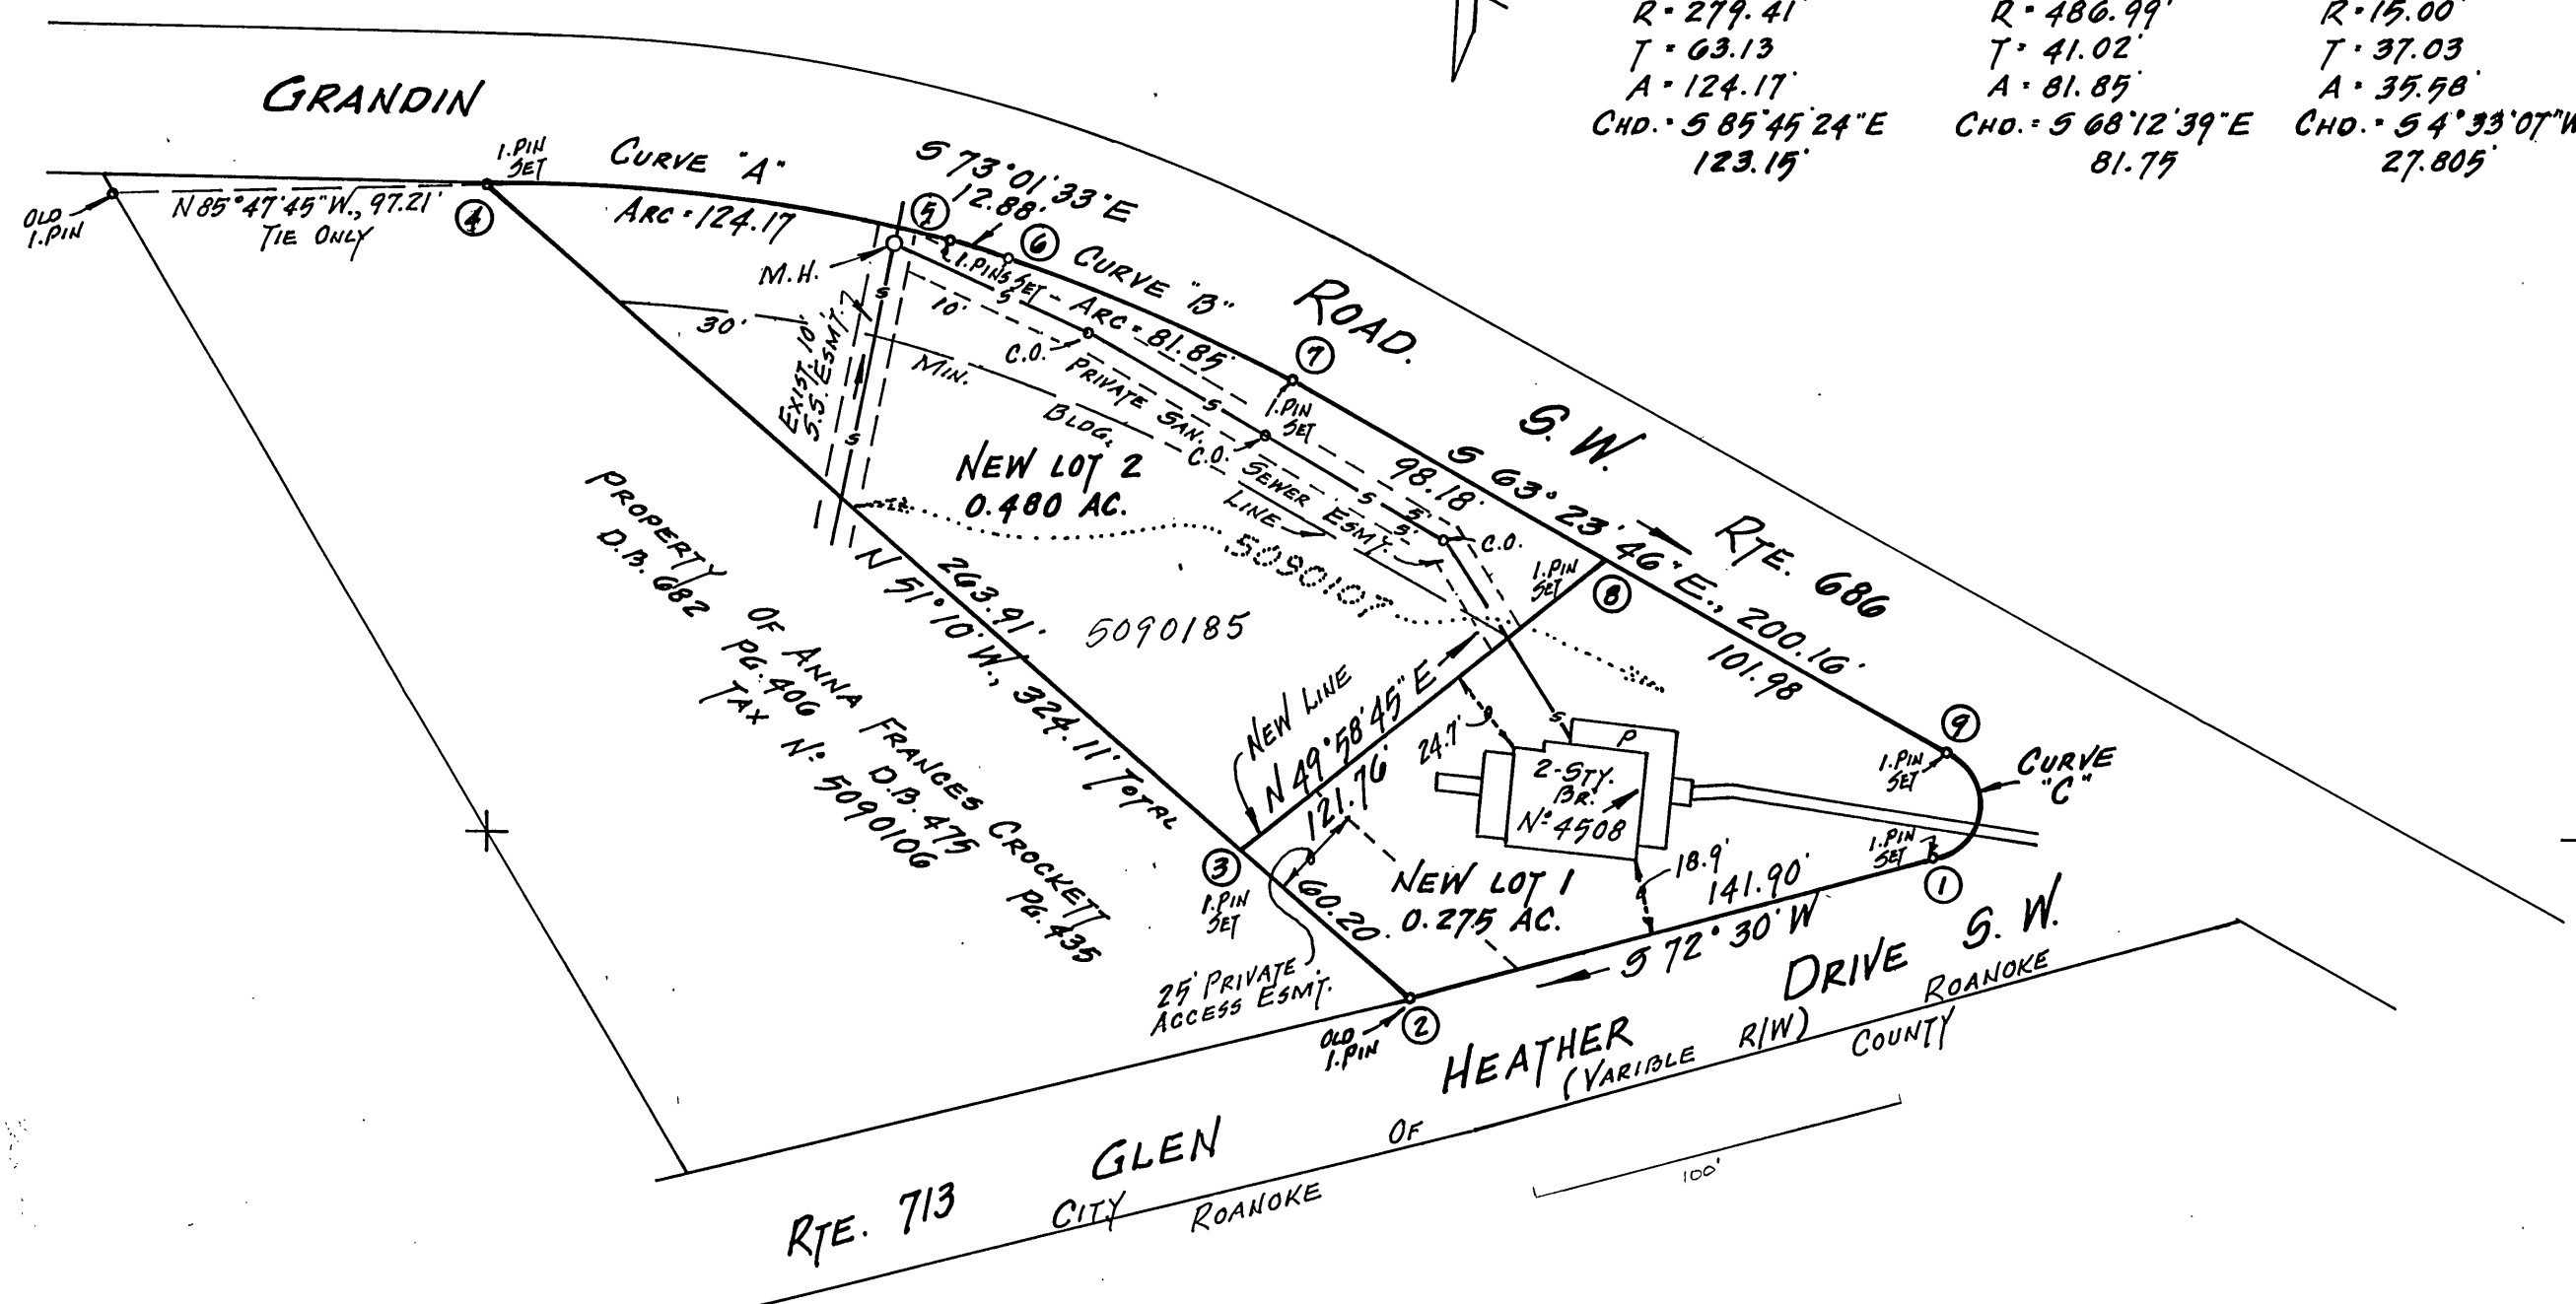 R = 279.41'
T = 63.13
A = 124.17'
CHD. = S 85°45'24"E
123.15'
R = 486.99'
T = 41.02'
A = 81.85'
CHD. = S 68°12'39"E
81.75
R = 15.00'
T = 37.03
A = 35.58'
CHD. = S 4°33'07"W
27.805'
GRANDIN
ROAD.
S. W.
RTE. 686
OLD
I.PIN
N 85°47'45"W., 97.21'
TIE ONLY
I.PIN
SET
4
CURVE "A"
ARC = 124.17
S 73°01'33"E
12.88'
5
6
I.PINS SET
CURVE "B"
ARC = 81.85'
7
I.PIN
SET
M.H.
30'
10'
EXIST. 10'
S.S. ESMT.
S
S
S
S
S
S
C.O.
C.O.
C.O.
MIN.
BLDG.
LINE
PRIVATE SAN.
SEWER ESMT.
5'
5'
98.18'
S 63°23'46"E., 200.16'
101.98
NEW LOT 2
0.480 AC.
5090107
5090185
I.PIN
SET
8
263.91'
N 51°10' W., 324.11' TOTAL
PROPERTY OF ANNA FRANCES CROCKETT
D.B. 682 PG. 406 D.B. 475 PG. 435
TAX Nº 5090106
NEW LINE
N 49°58'45" E
121.76'
24.7'
P
2-STY.
BR.
Nº 4508
9
I.PIN
SET
CURVE
"C"
I.PIN
SET
1
18.9'
141.90'
S 72°30' W
NEW LOT 1
0.275 AC.
3
I.PIN
SET
60.20
25' PRIVATE
ACCESS ESMT.
OLD
I.PIN
2
RTE. 713 GLEN HEATHER DRIVE S. W.
(VARIBLE R/W)
CITY OF ROANOKE
ROANOKE COUNTY
100'